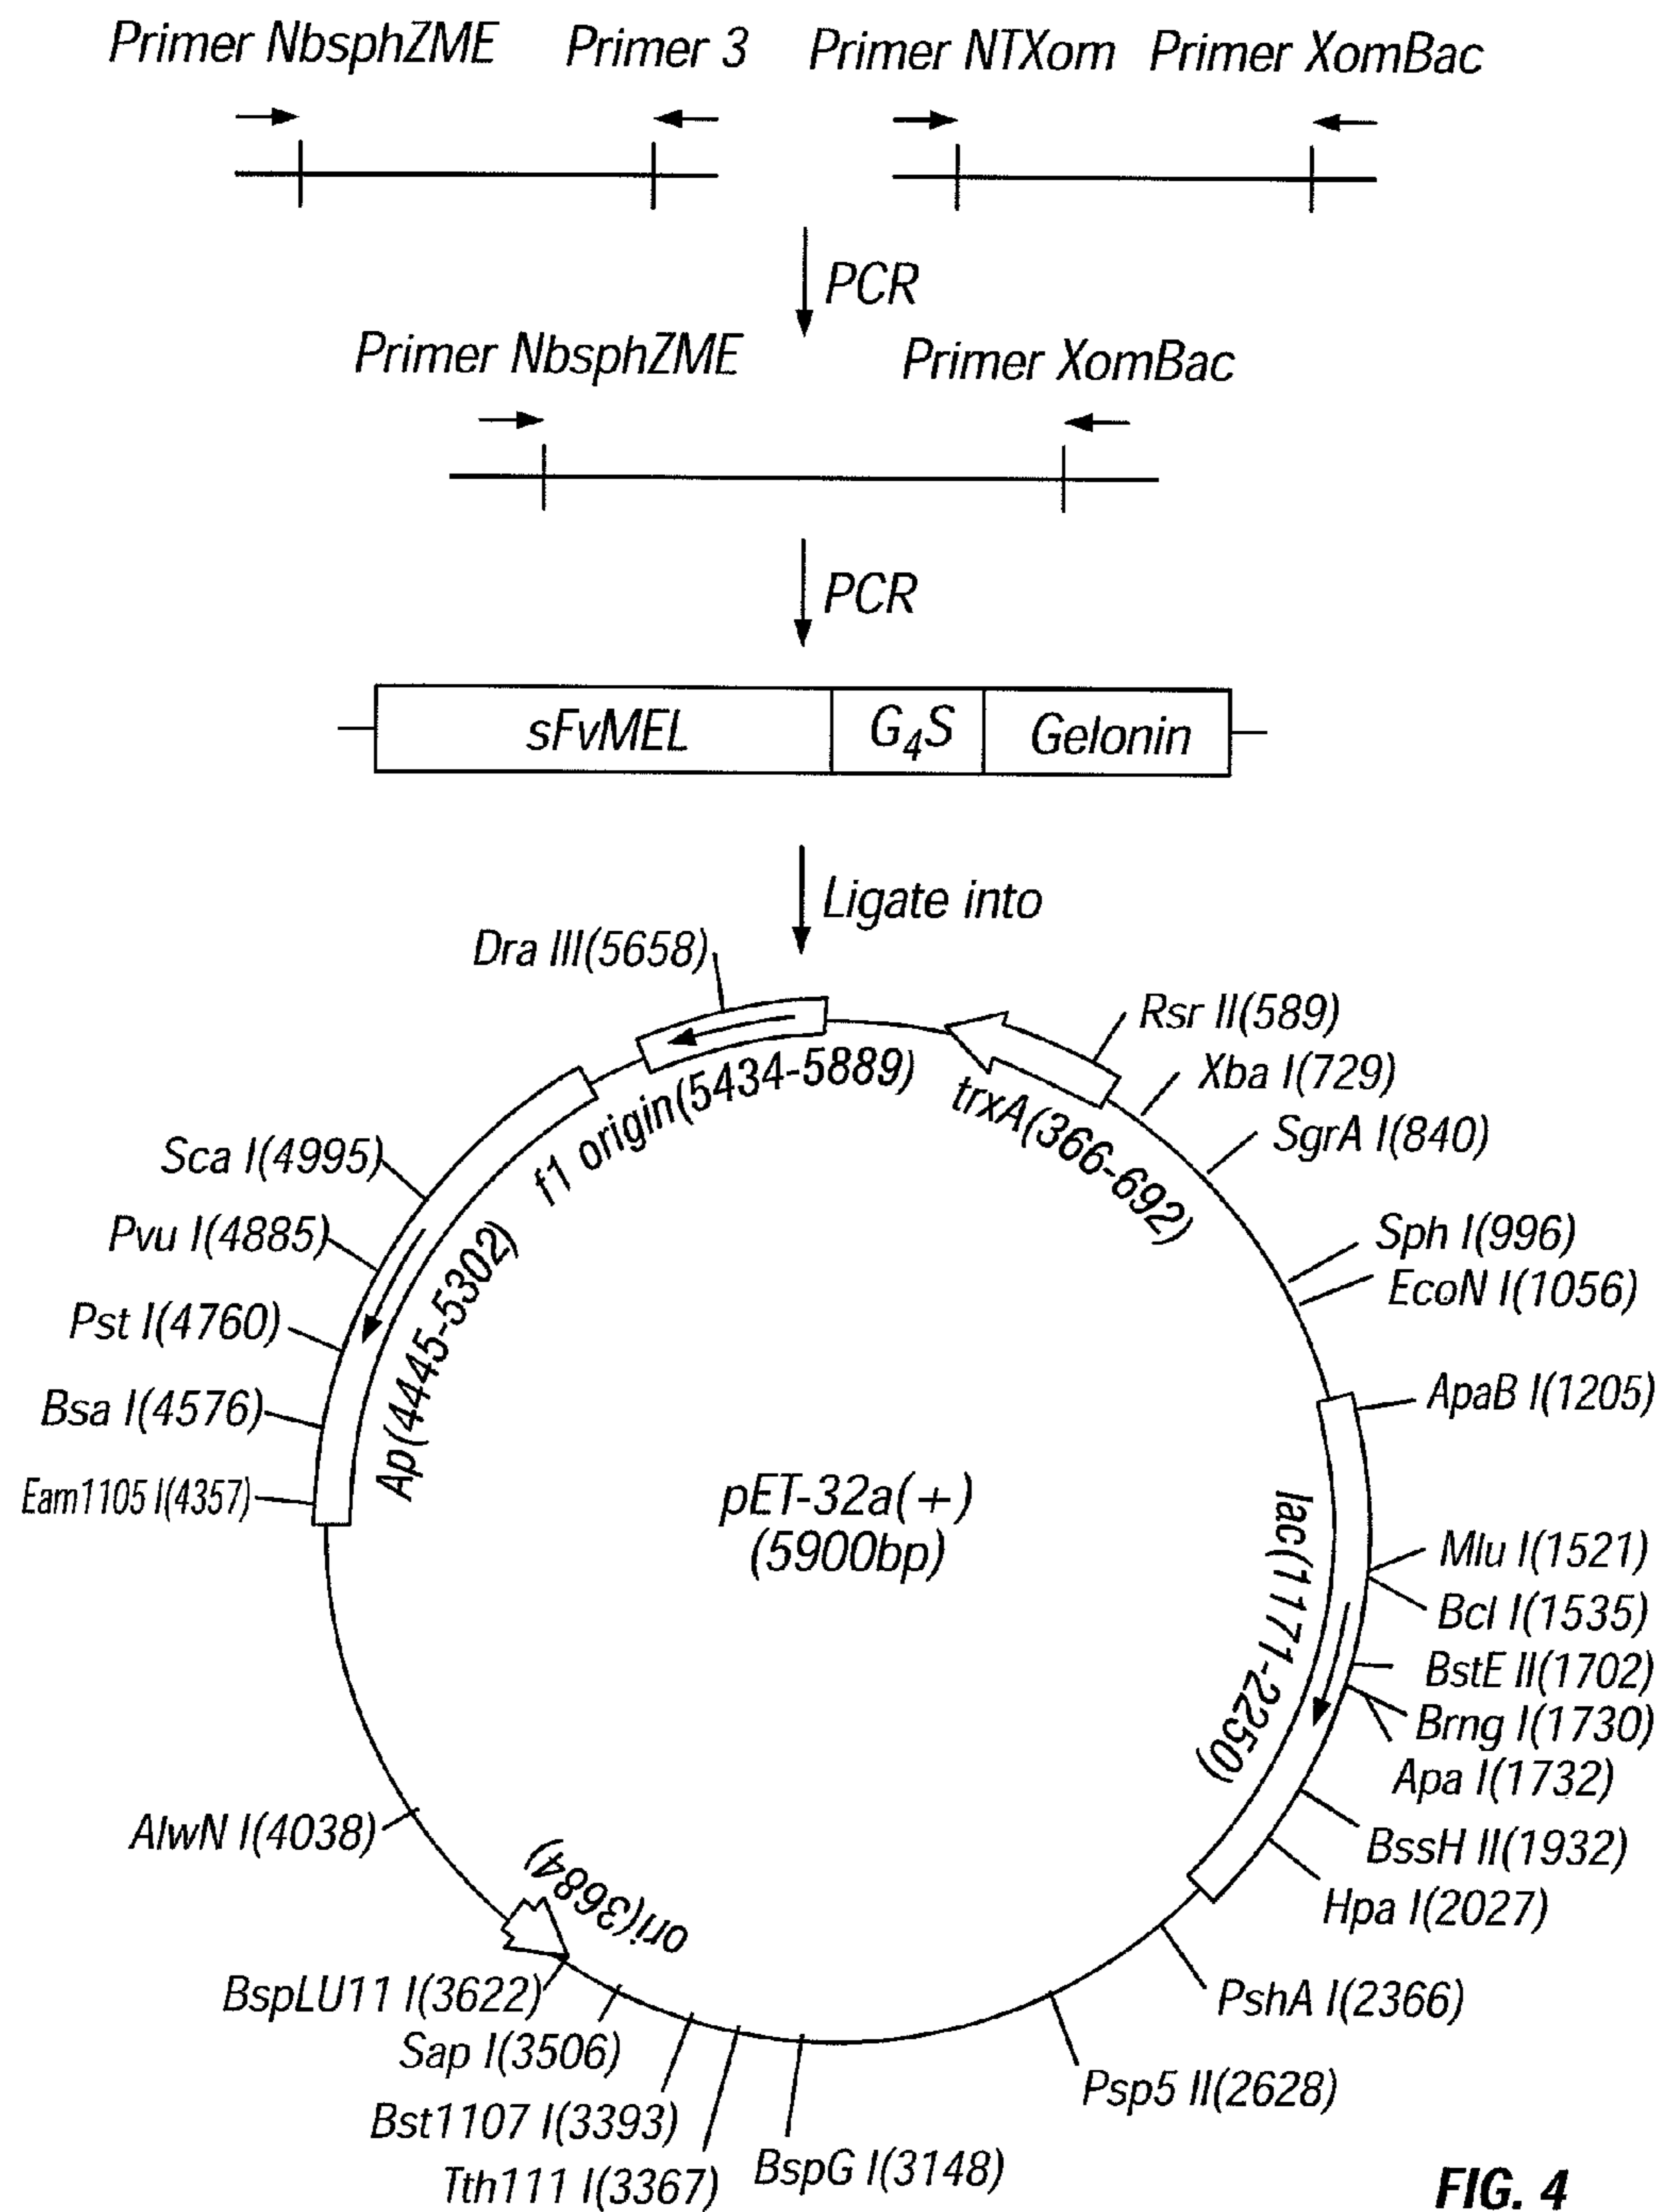 Primer NbsphZME Primer 3 Primer NTXom Primer XomBac
PCR
Primer NbsphZME Primer XomBac
PCR
sFvMEL G4S Gelonin
Ligate into
Dra III(5658)
Rsr II(589)
Xba I(729)
f1 origin(5434-5889)
trxA(366-692)
SgrA I(840)
Sca I(4995)
Pvu I(4885)
Sph I(996)
EcoN I(1056)
Pst I(4760)
Ap(4445-5302)
Bsa I(4576)
ApaB I(1205)
Eam1105 I(4357)
pET-32a(+)
(5900bp)
lac(1171-2250)
Mlu I(1521)
Bcl I(1535)
BstE II(1702)
Brng I(1730)
Apa I(1732)
AlwN I(4038)
BssH II(1932)
ori(3684)
Hpa I(2027)
BspLU11 I(3622)
PshA I(2366)
Sap I(3506)
Psp5 II(2628)
Bst1107 I(3393)
Tth111 I(3367)
BspG I(3148)
FIG. 4